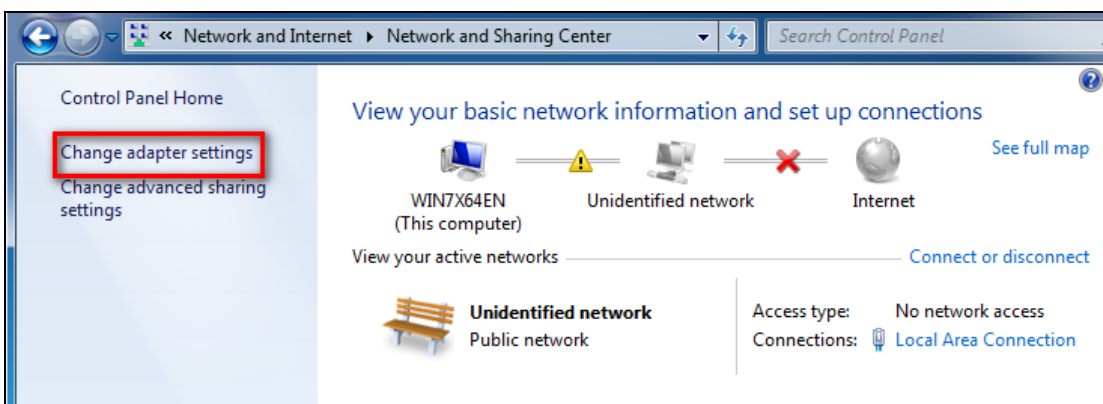 « Network and Internet ▸ Network and Sharing Center
Search Control Panel
Control Panel Home
Change adapter settings
Change advanced sharing
settings
View your basic network information and set up connections
See full map
WIN7X64EN
(This computer)
Unidentified network
Internet
View your active networks
Connect or disconnect
Unidentified network
Public network
Access type: No network access
Connections: Local Area Connection